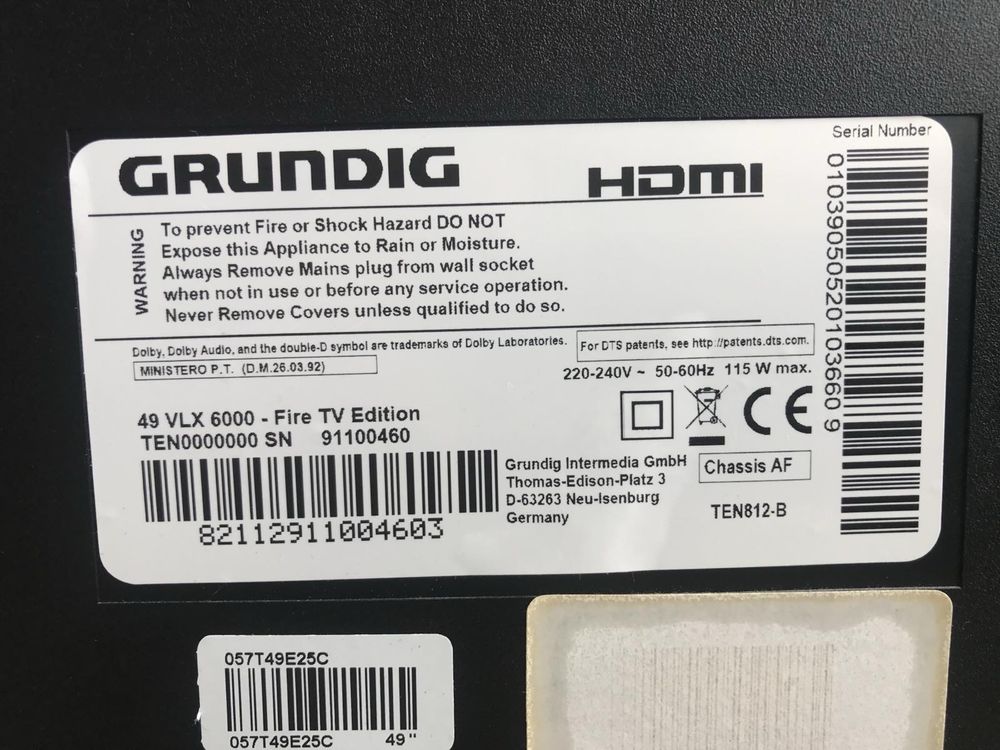 GRUNDIG
HDMI
Serial Number
010390505201036609
WARNING
To prevent Fire or Shock Hazard DO NOT
Expose this Appliance to Rain or Moisture.
Always Remove Mains plug from wall socket
when not in use or before any service operation.
Never Remove Covers unless qualified to do so.
Dolby, Dolby Audio, and the double-D symbol are trademarks of Dolby Laboratories.
For DTS patents, see http://patents.dts.com.
MINISTERO P.T. (D.M.26.03.92)
220-240V ~ 50-60Hz 115 W max.
49 VLX 6000 - Fire TV Edition
TEN0000000 SN 91100460
CE
82112911004603
Grundig Intermedia GmbH
Thomas-Edison-Platz 3
D-63263 Neu-Isenburg
Germany
Chassis AF
TEN812-B
057T49E25C
057T49E25C 49"